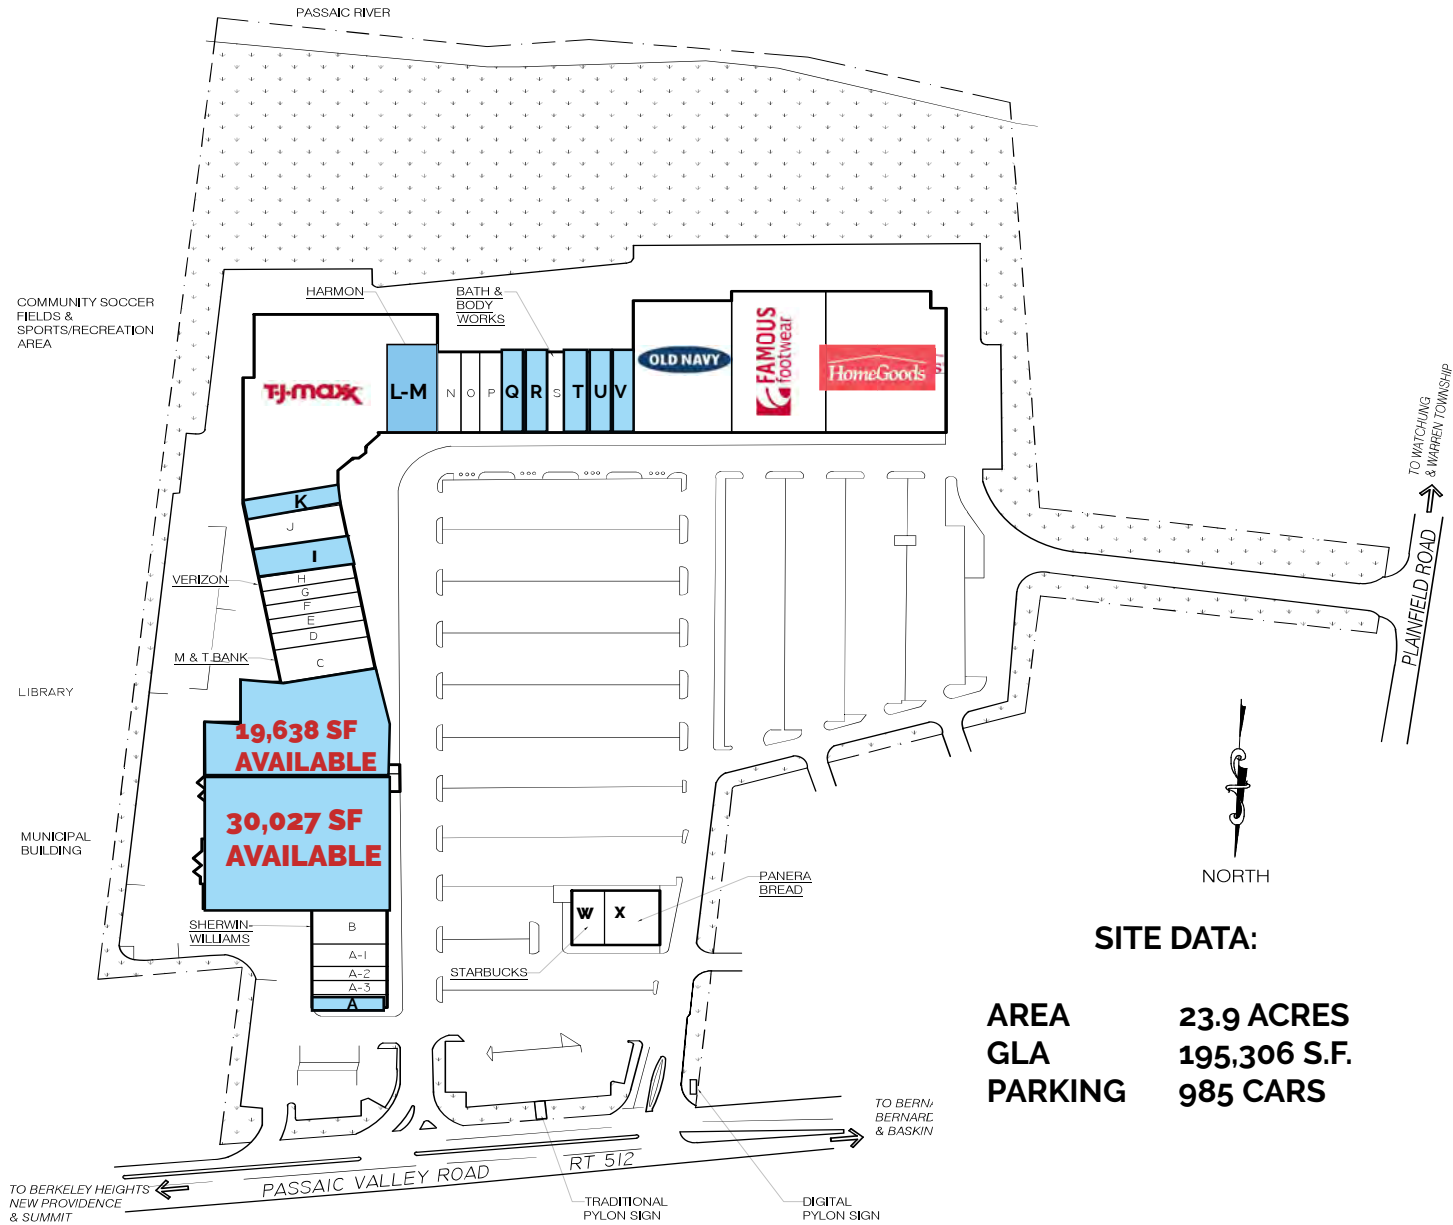 PASSAIC RIVER
COMMUNITY SOCCER
FIELDS &
SPORTS/RECREATION
AREA
HARMON
BATH &
BODY
WORKS
T.J.maxx
L-M
N
O
P
Q
R
S
T
U
V
OLD NAVY
FAMOUS
footwear
HomeGoods
TO WATCHUNG
& WARREN TOWNSHIP
PLAINFIELD ROAD
K
J
I
VERIZON
H
G
F
E
D
M & T BANK
C
LIBRARY
19,638 SF
AVAILABLE
30,027 SF
AVAILABLE
MUNICIPAL
BUILDING
NORTH
PANERA
BREAD
W
X
SHERWIN-
WILLIAMS
B
A-1
A-2
A-3
A
STARBUCKS
SITE DATA:
AREA 23.9 ACRES
GLA 195,306 S.F.
PARKING 985 CARS
TO BERNA
BERNARD
& BASKIN
PASSAIC VALLEY ROAD
RT 512
TO BERKELEY HEIGHTS
NEW PROVIDENCE
& SUMMIT
TRADITIONAL
PYLON SIGN
DIGITAL
PYLON SIGN